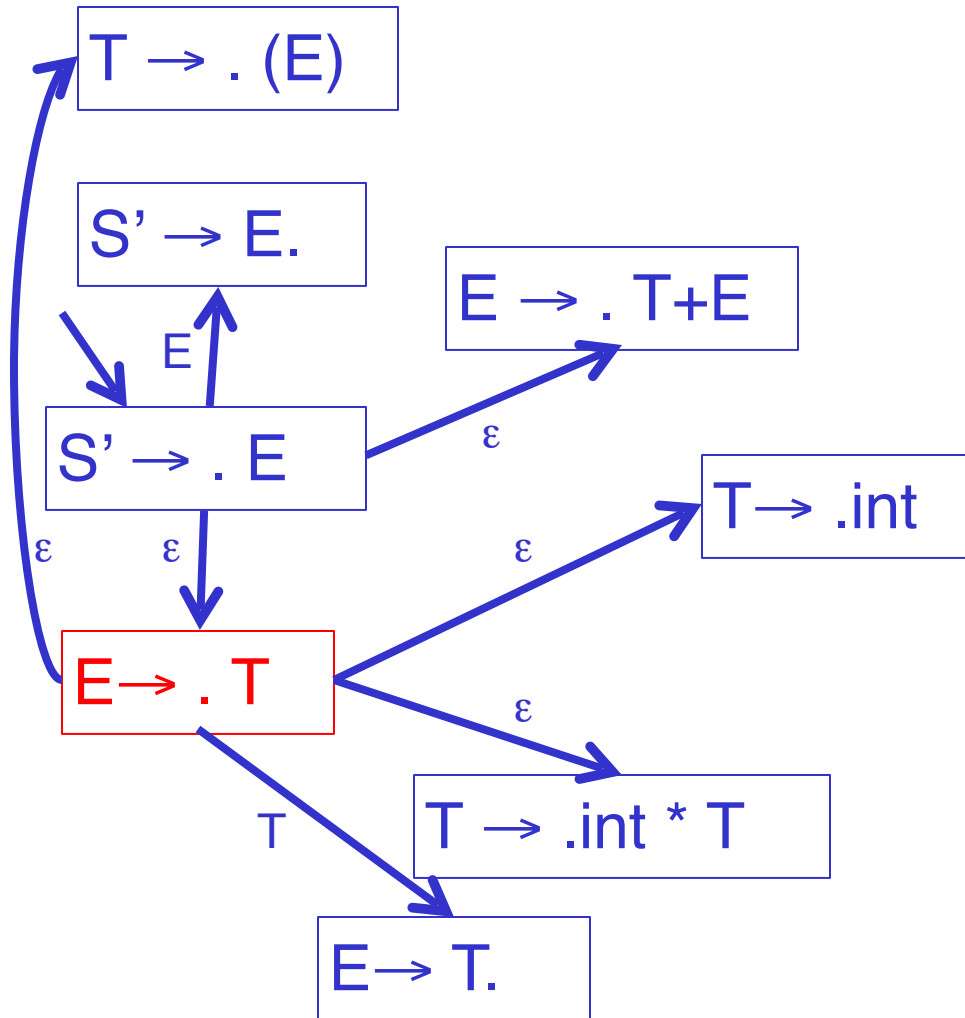 T → . (E)
S’ → E.
E → . T+E
E
S’ → . E
ε
T→ .int
ε
ε
ε
E→ . T
ε
T
T → .int * T
E→ T.